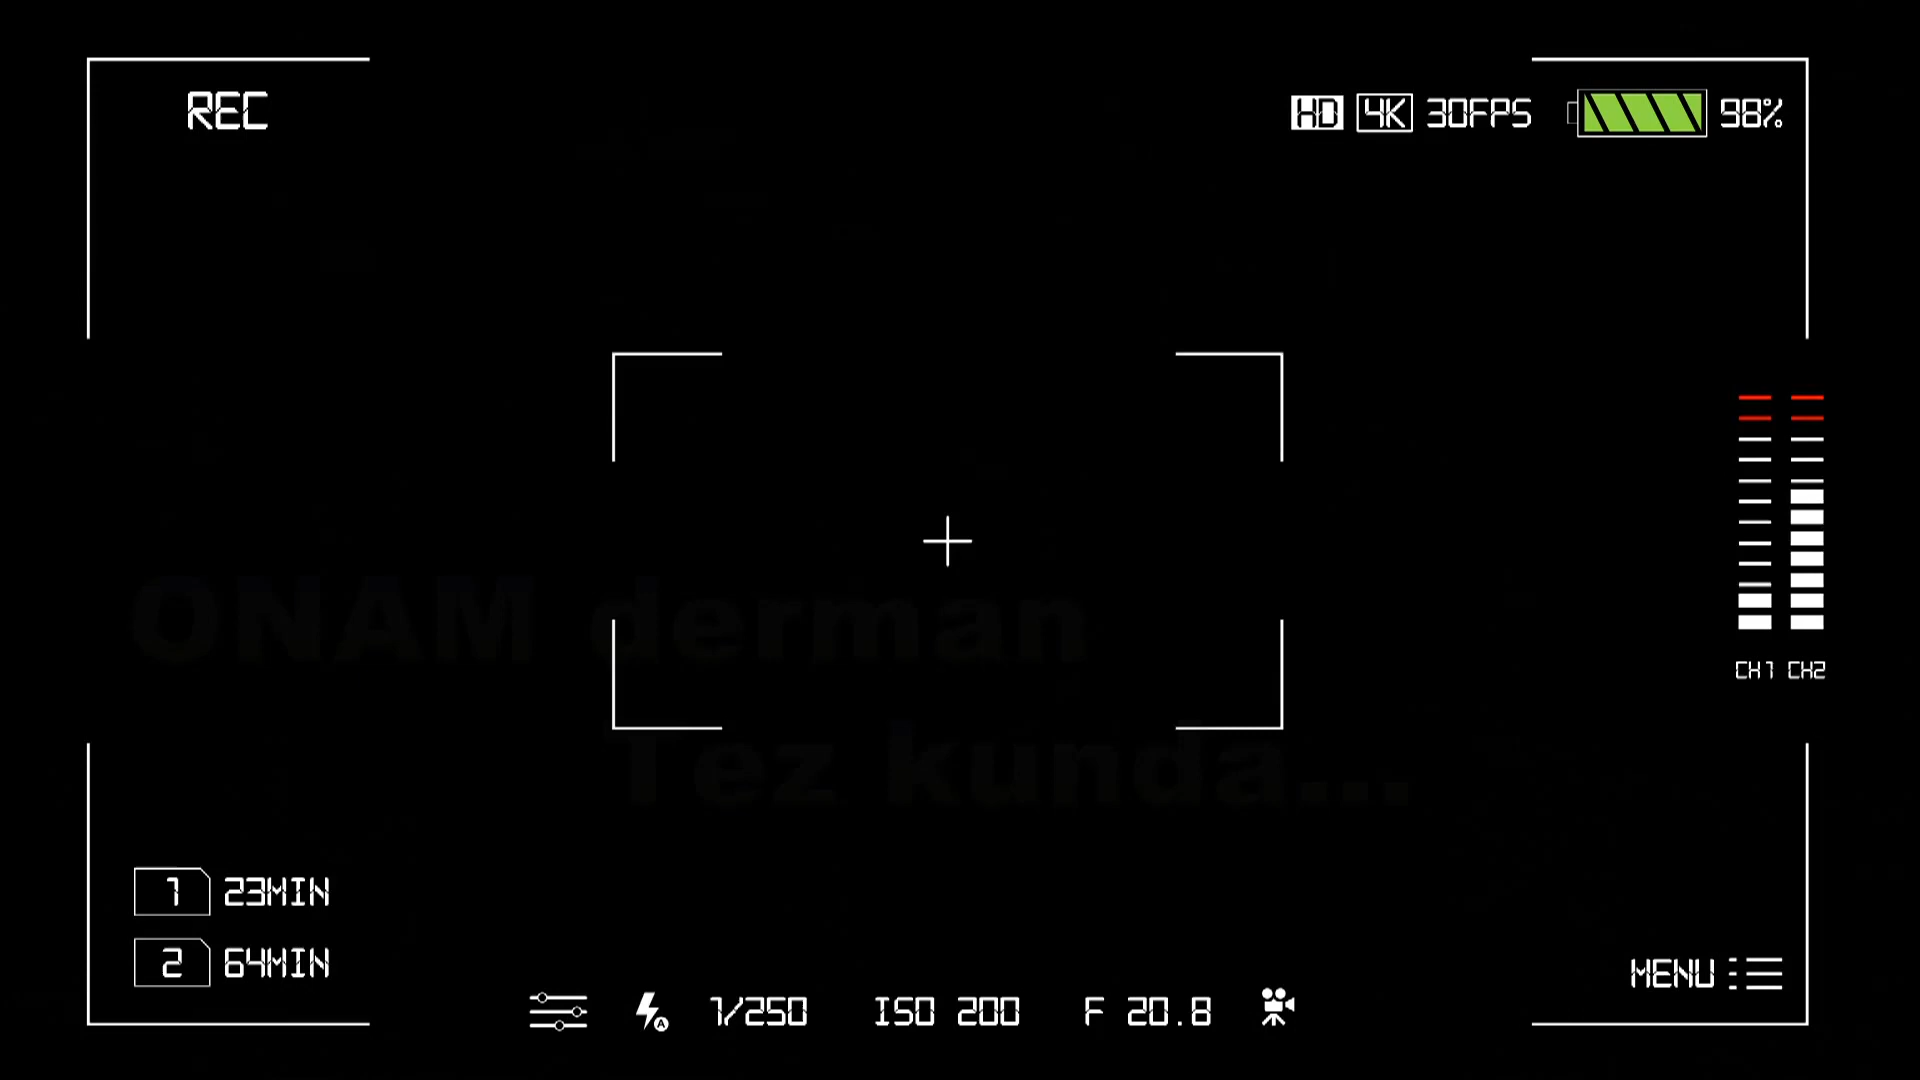 REC
HD 4K 30FPS 98%
ONAM derman
Tez kunda...
CH1 CH2
1 23MIN
2 64MIN
MENU
A 1/250 ISO 200 F 20.8